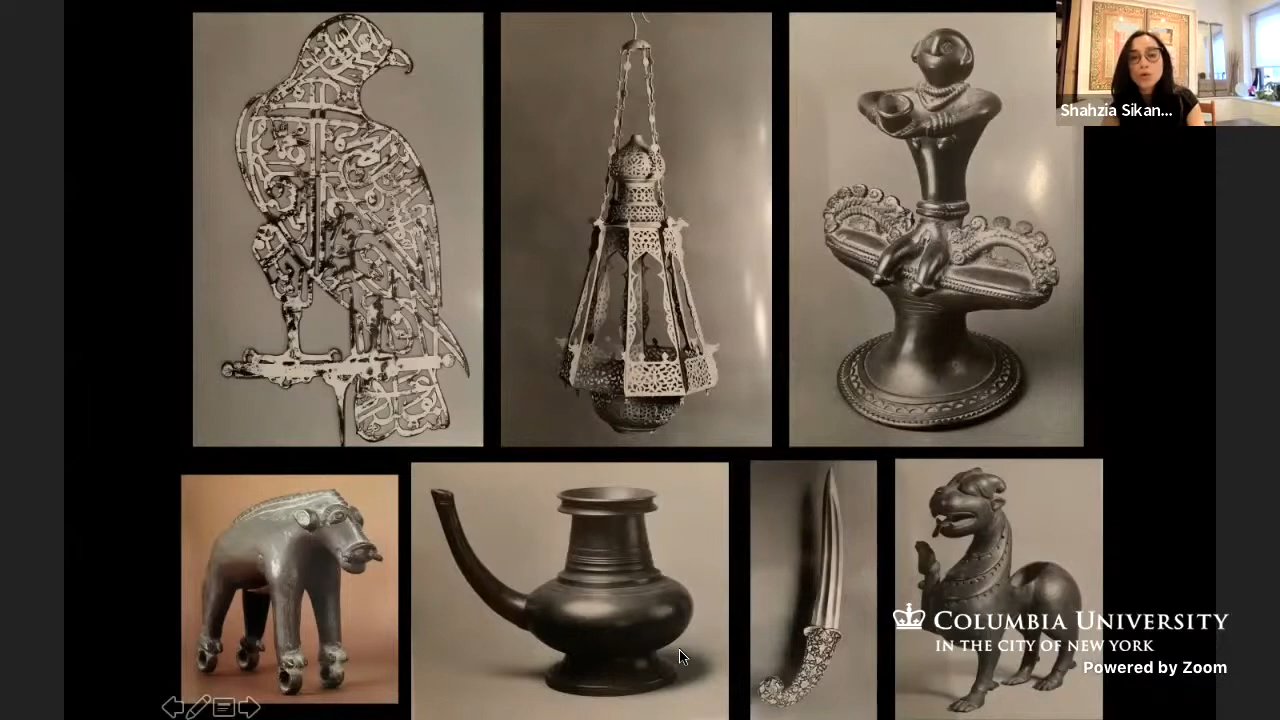 Shahzia Sikan...
COLUMBIA UNIVERSITY
IN THE CITY OF NEW YORK
Powered by Zoom